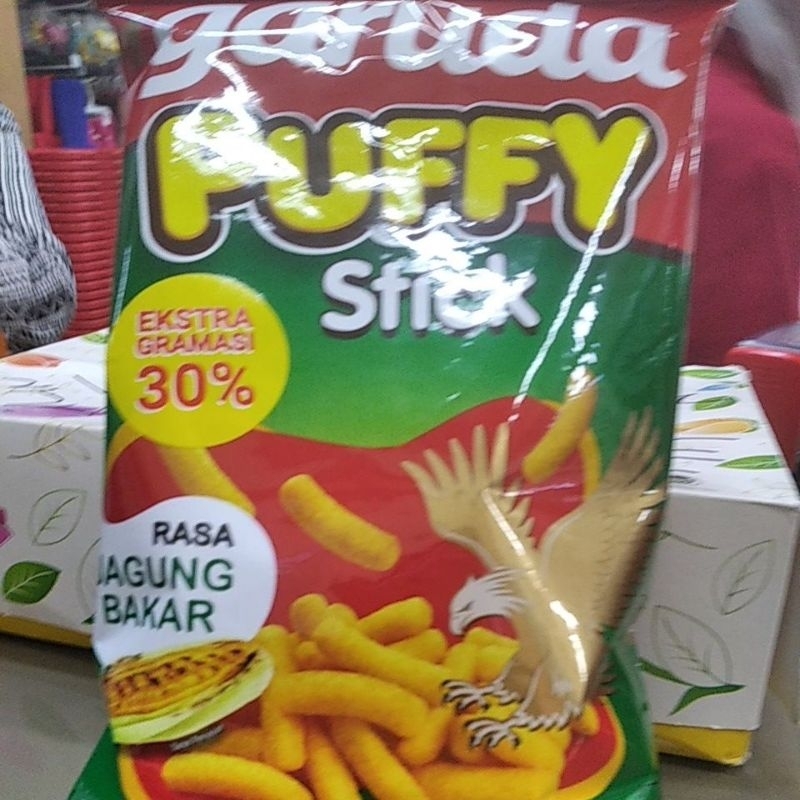 garuda
PUFFY
Stick
EKSTRA
GRAMASI
30%
RASA
JAGUNG
BAKAR